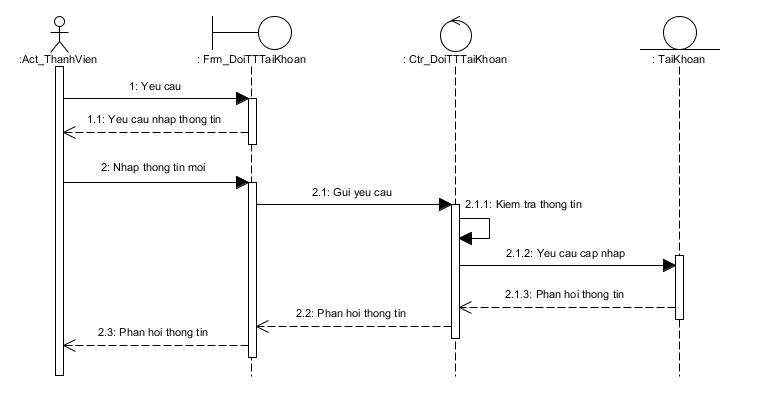 :Act_ThanhVien
: Frm_DoiTTTaiKhoan
: Ctr_DoiTTTaiKhoan
: TaiKhoan
1: Yeu cau
1.1: Yeu cau nhap thong tin
2: Nhap thong tin moi
2.1: Gui yeu cau
2.1.1: Kiem tra thong tin
2.1.2: Yeu cau cap nhap
2.1.3: Phan hoi thong tin
2.2: Phan hoi thong tin
2.3: Phan hoi thong tin